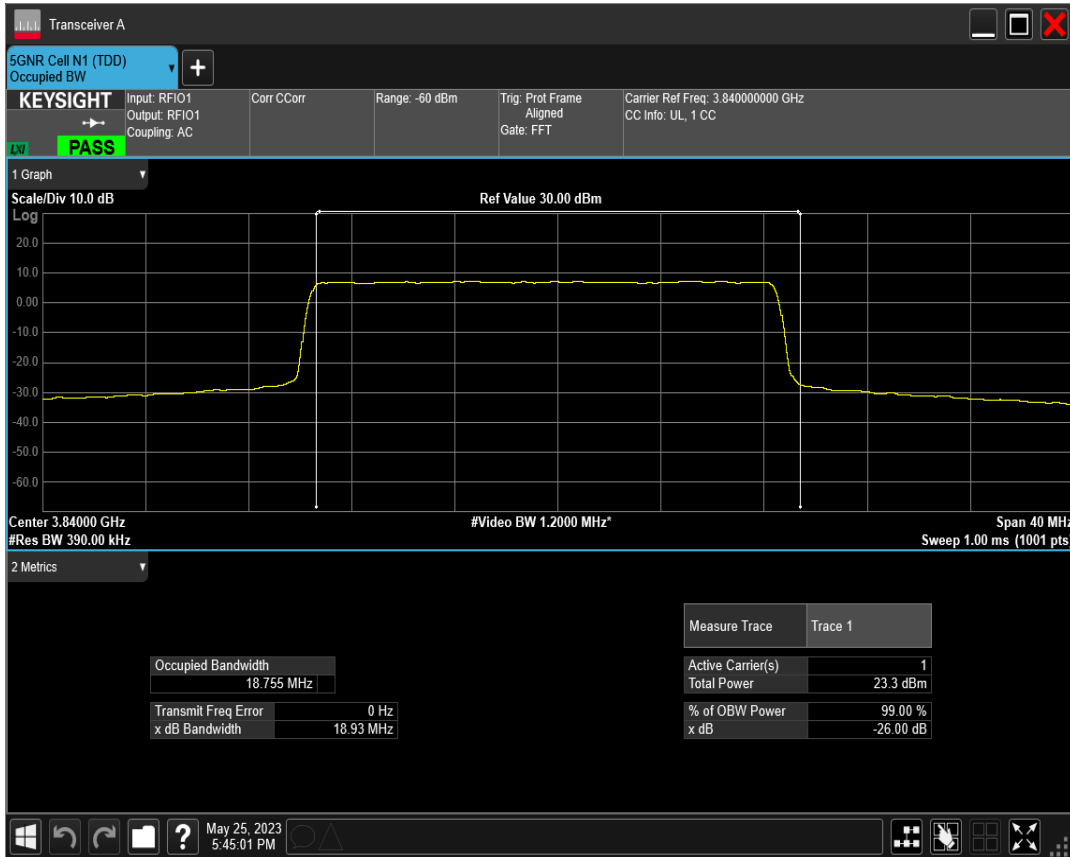 Transceiver A
5GNR Cell N1 (TDD)
Occupied BW
+
KEYSIGHT
LXI
PASS
Input: RFIO1
Output: RFIO1
Coupling: AC
Corr CCorr
Range: -60 dBm
Trig: Prot Frame
Aligned
Gate: FFT
Carrier Ref Freq: 3.840000000 GHz
CC Info: UL, 1 CC
1 Graph
Scale/Div 10.0 dB
Ref Value 30.00 dBm
Log
20.0
10.0
0.00
-10.0
-20.0
-30.0
-40.0
-50.0
-60.0
Center 3.84000 GHz
#Video BW 1.2000 MHz*
Span 40 MHz
#Res BW 390.00 kHz
Sweep 1.00 ms (1001 pts)
2 Metrics
Measure Trace Trace 1
Occupied Bandwidth
18.755 MHz
Active Carrier(s) 1
Total Power 23.3 dBm
Transmit Freq Error 0 Hz
x dB Bandwidth 18.93 MHz
% of OBW Power 99.00 %
x dB -26.00 dB
?
May 25, 2023
5:45:01 PM